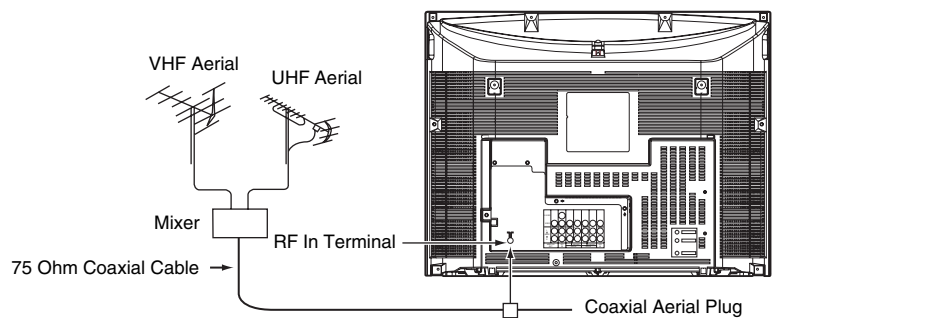 VHF Aerial
UHF Aerial
Mixer
RF In Terminal
75 Ohm Coaxial Cable
Coaxial Aerial Plug